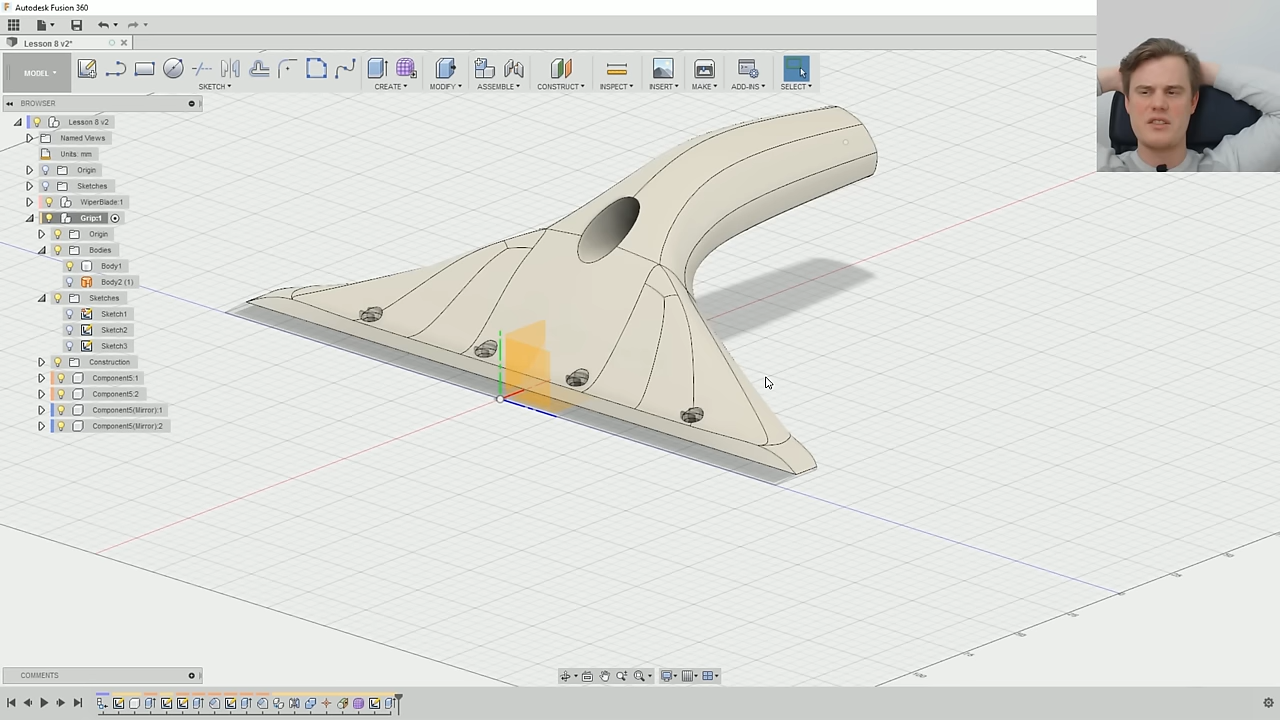 Autodesk Fusion 360
Lesson 8 v2*
MODEL
SKETCH
CREATE
MODIFY
ASSEMBLE
CONSTRUCT
INSPECT
INSERT
MAKE
ADD-INS
SELECT
BROWSER
Lesson 8 v2
Named Views
Units: mm
Origin
Sketches
WiperBlade:1
Grip:1
Origin
Bodies
Body1
Body2 (1)
Sketches
Sketch1
Sketch2
Sketch3
Construction
Component5:1
Component5:2
Component5(Mirror):1
Component5(Mirror):2
COMMENTS